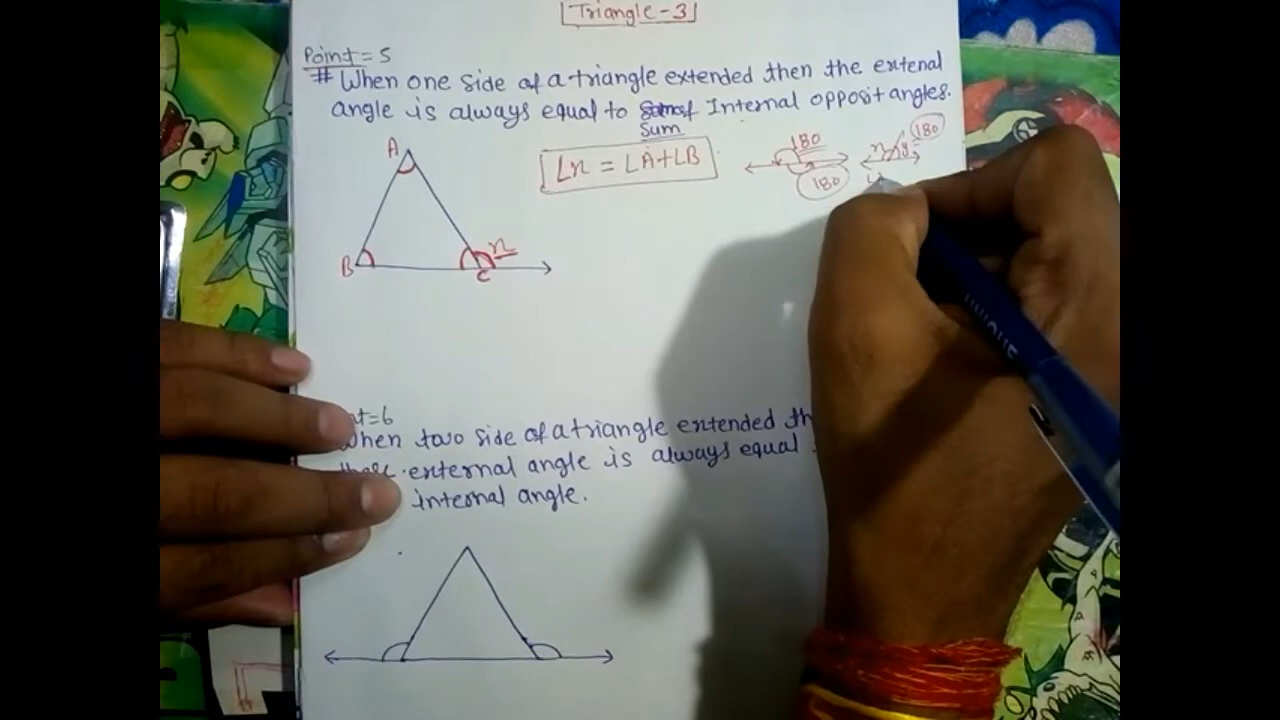 Triangle-3
Point=5
# When one side of a triangle extended then the extenal
angle is always equal to Sum Internal opposit angles.
∠x = ∠A+∠B
180
180
x y
180
A
B
C
x
t=6
When two side of a triangle extended th
external angle is always equal
internal angle.
UNIQUE